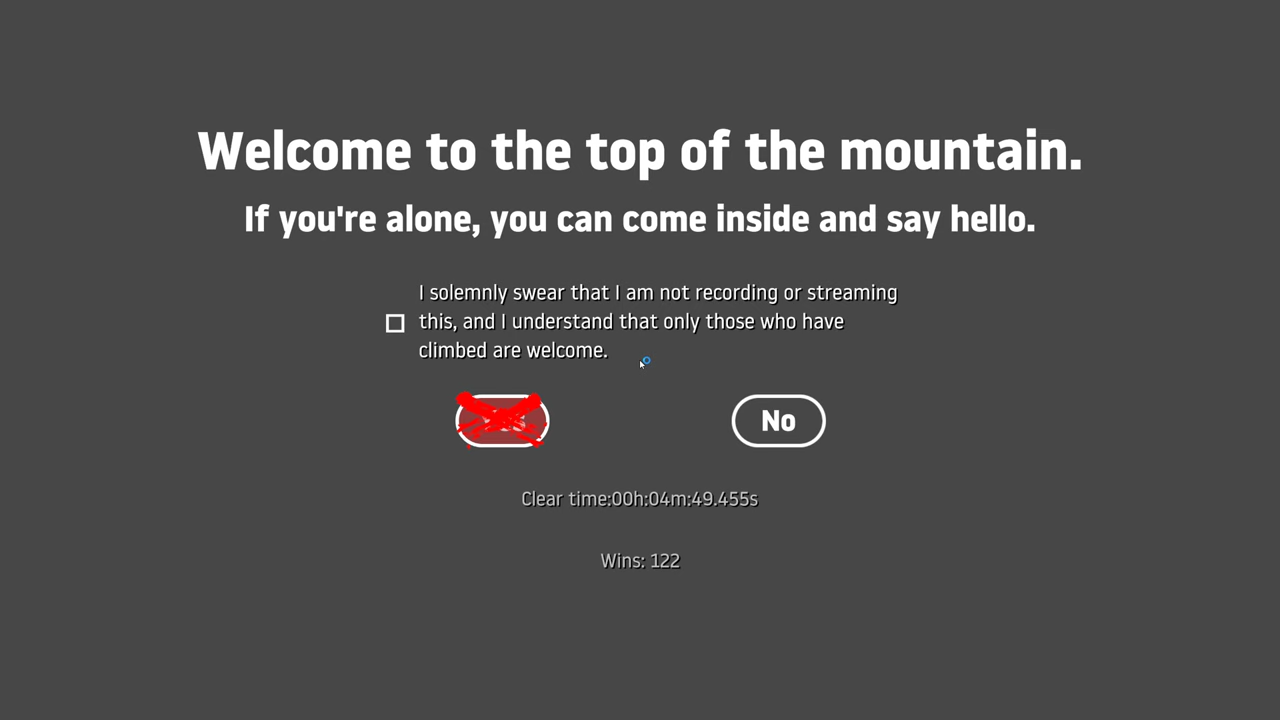 Welcome to the top of the mountain.
If you're alone, you can come inside and say hello.
I solemnly swear that I am not recording or streaming
this, and I understand that only those who have
climbed are welcome.
No
Clear time:00h:04m:49.455s
Wins: 122